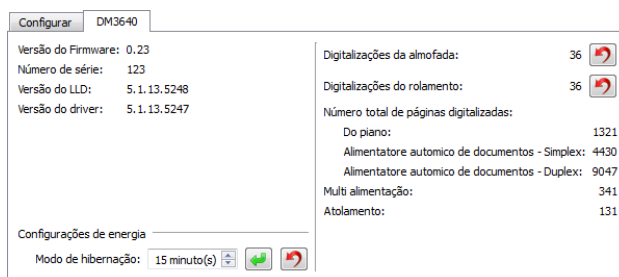 Configurar DM3640
Versão do Firmware: 0.23
Número de série: 123
Versão do LLD: 5.1.13.5248
Versão do driver: 5.1.13.5247
Configurações de energia
Modo de hibernação: 15 minuto(s)
Digitalizações da almofada: 36
Digitalizações do rolamento: 36
Número total de páginas digitalizadas:
Do piano: 1321
Alimentatore automico de documentos - Simplex: 4430
Alimentatore automico de documentos - Duplex: 9047
Multi alimentação: 341
Atolamento: 131